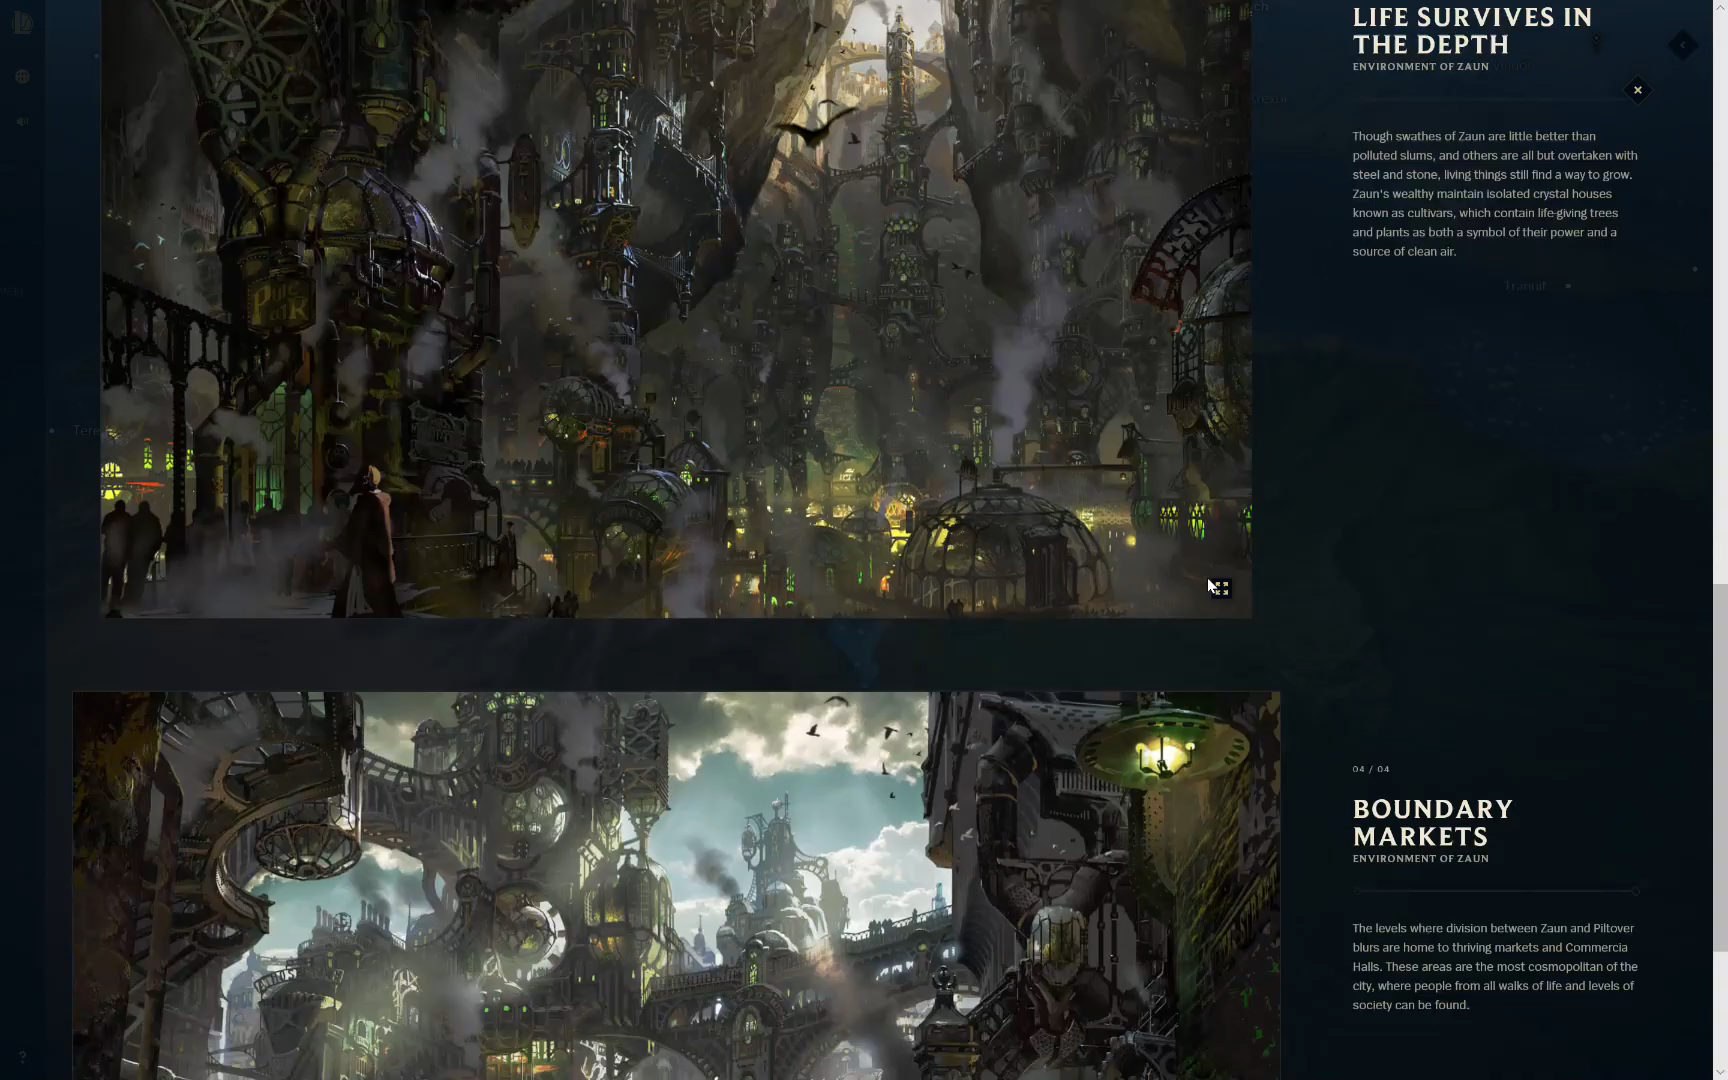 LIFE SURVIVES IN
THE DEPTH
ENVIRONMENT OF ZAUN
Though swathes of Zaun are little better than
polluted slums, and others are all but overtaken with
steel and stone, living things still find a way to grow.
Zaun's wealthy maintain isolated crystal houses
known as cultivars, which contain life-giving trees
and plants as both a symbol of their power and a
source of clean air.
04 / 04
BOUNDARY
MARKETS
ENVIRONMENT OF ZAUN
The levels where division between Zaun and Piltover
blurs are home to thriving markets and Commercia
Halls. These areas are the most cosmopolitan of the
city, where people from all walks of life and levels of
society can be found.
?